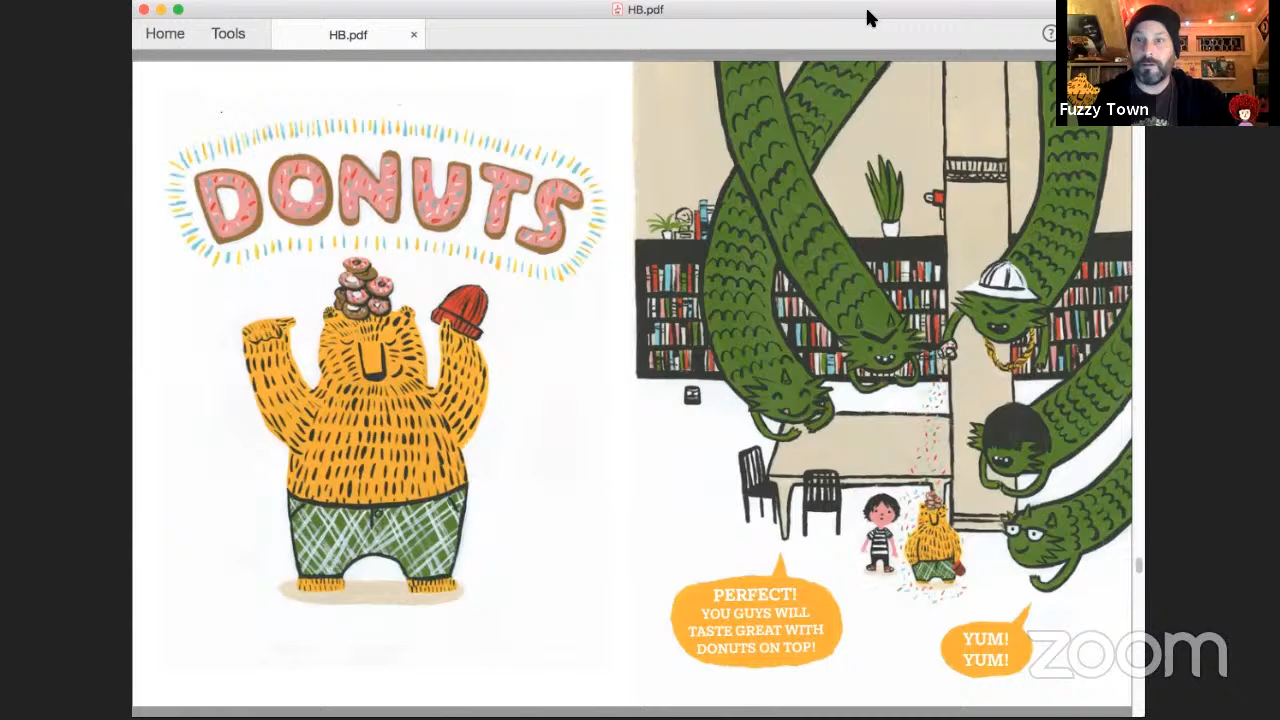 HB.pdf
Home
Tools
HB.pdf
×
?
Fuzzy Town
DONUTS
PERFECT!
YOU GUYS WILL
TASTE GREAT WITH
DONUTS ON TOP!
YUM!
YUM!
zoom